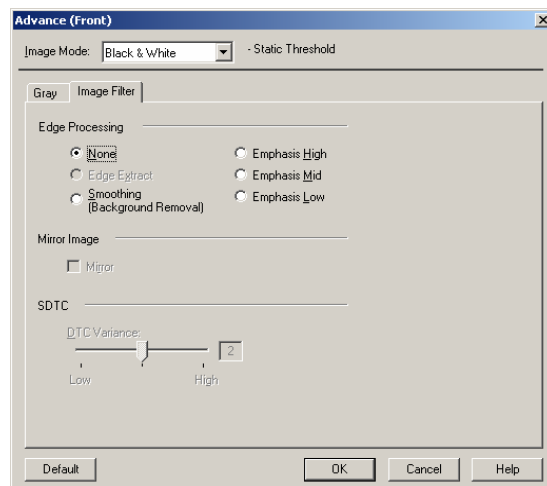 Advance (Front)
Image Mode: Black & White - Static Threshold
Gray Image Filter
Edge Processing
None Emphasis High
Edge Extract Emphasis Mid
Smoothing
(Background Removal) Emphasis Low
Mirror Image
Mirror
SDTC
DTC Variance:
2
Low High
Default OK Cancel Help